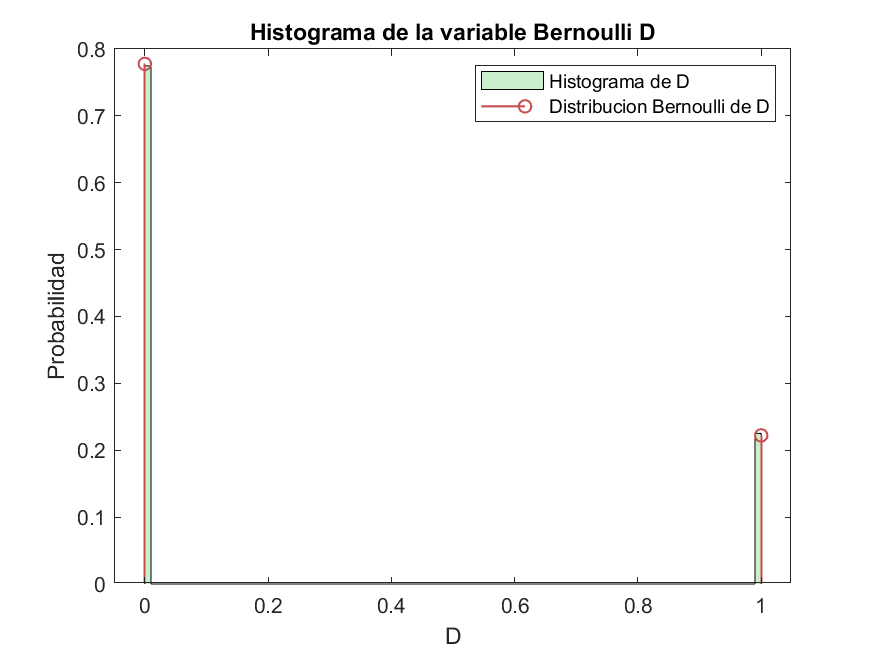 Histograma de la variable Bernoulli D
Histograma de D
Distribucion Bernoulli de D
Probabilidad
0.8
0.7
0.6
0.5
0.4
0.3
0.2
0.1
0
0 0.2 0.4 0.6 0.8 1
D